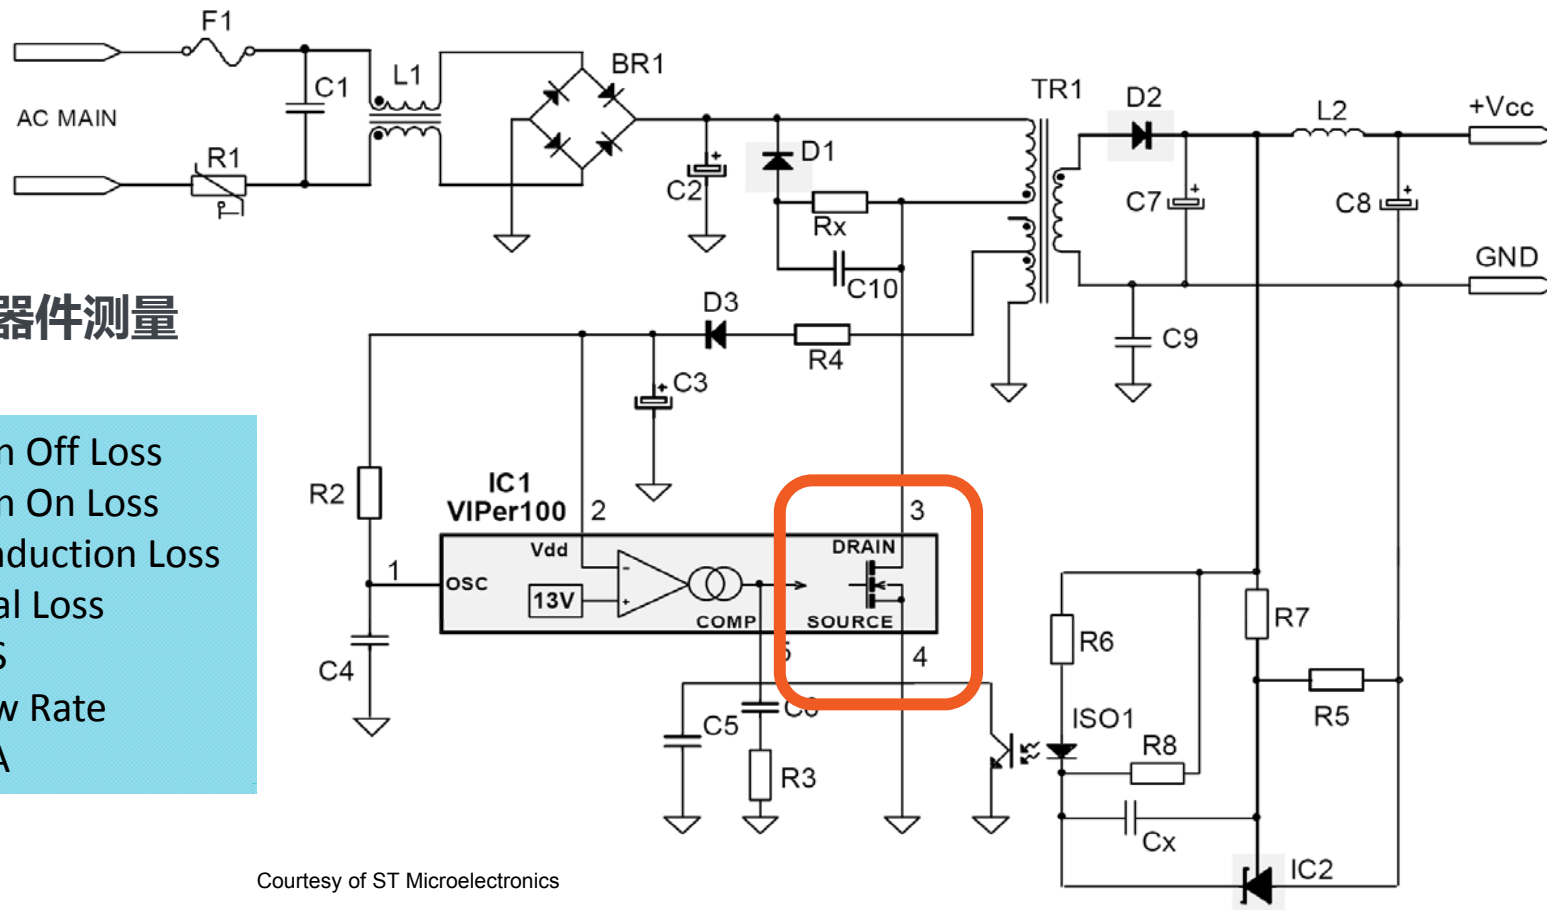 F1
C1
L1
BR1
AC MAIN
R1
C2
D1
Rx
C10
TR1
D2
L2
+Vcc
C7
C8
GND
C9
器件测量
D3
R4
C3
n Off Loss
n On Loss
nduction Loss
al Loss
S
w Rate
A
R2
IC1
VIPer100
2
3
Vdd
DRAIN
1
OSC
-
13V
+
COMP
SOURCE
5
4
C4
C5
C6
R3
R6
R7
R5
ISO1
R8
Cx
IC2
Courtesy of ST Microelectronics